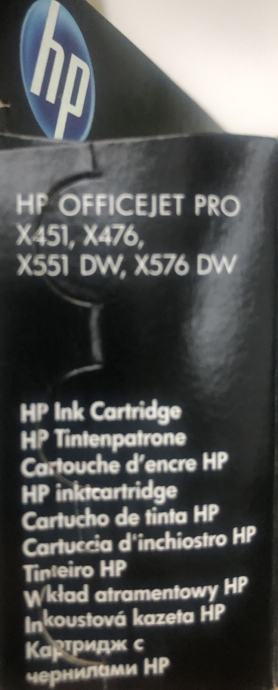 hp
HP OFFICEJET PRO
X451, X476,
X551 DW, X576 DW
HP Ink Cartridge
HP Tintenpatrone
Cartouche d'encre HP
HP inktcartridge
Cartucho de tinta HP
Cartuccia d'inchiostro HP
Tinteiro HP
Wkład atramentowy HP
Inkoustová kazeta HP
Картридж с
чернилами HP